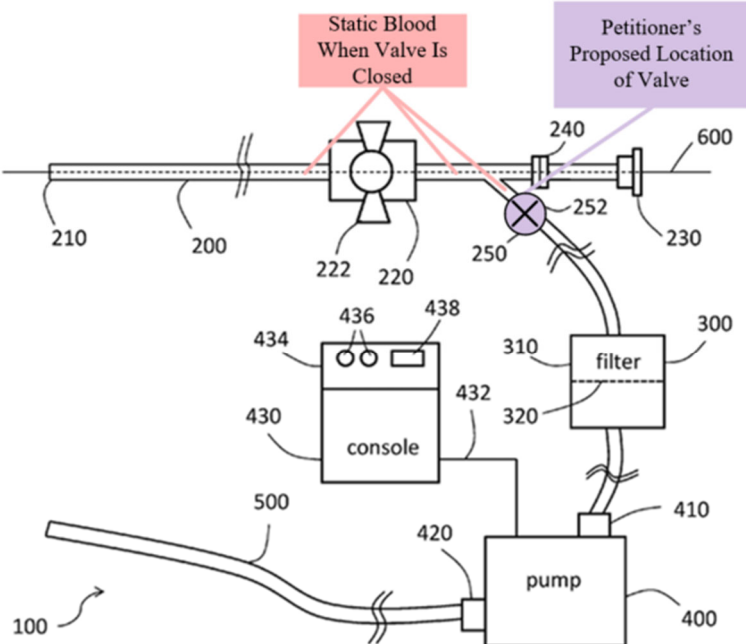 Static Blood
When Valve Is
Closed
Petitioner's
Proposed Location
of Valve
240
600
210
200
222
220
250
252
230
434
436
438
310
filter
300
320
430
console
432
410
500
420
pump
400
100